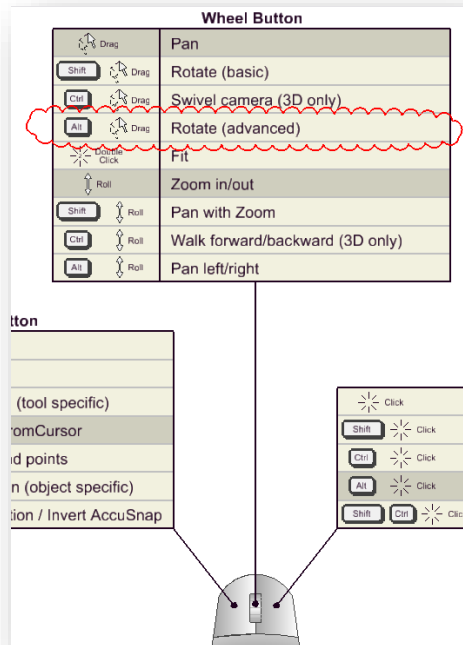 Wheel Button
Drag Pan
Shift Drag Rotate (basic)
Ctrl Drag Swivel camera (3D only)
Alt Drag Rotate (advanced)
Double Click Fit
Roll Zoom in/out
Shift Roll Pan with Zoom
Ctrl Roll Walk forward/backward (3D only)
Alt Roll Pan left/right
tton
(tool specific)
omCursor
d points
n (object specific)
tion / Invert AccuSnap
Click
Shift Click
Ctrl Click
Alt Click
Shift Ctrl Clic